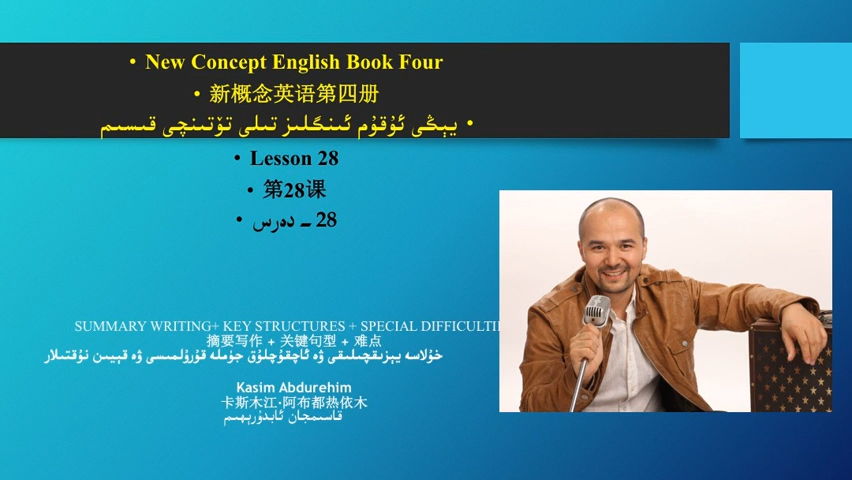 • New Concept English Book Four
• 新概念英语第四册
• يېڭى ئۇقۇم ئىنگلىز تىلى تۆتىنچى قىسىم
• Lesson 28
• 第28课
• 28 - دەرس
SUMMARY WRITING+ KEY STRUCTURES + SPECIAL DIFFICULTI
摘要写作 + 关键句型 + 难点
خۇلاسە يېزىقچىلىقى ۋە ئاچقۇچلۇق جۈملە قۇرۇلمىسى ۋە قىيىن نۇقتىلار
Kasim Abdurehim
卡斯木江·阿布都热依木
قاسىمجان ئابدۇرېھىم